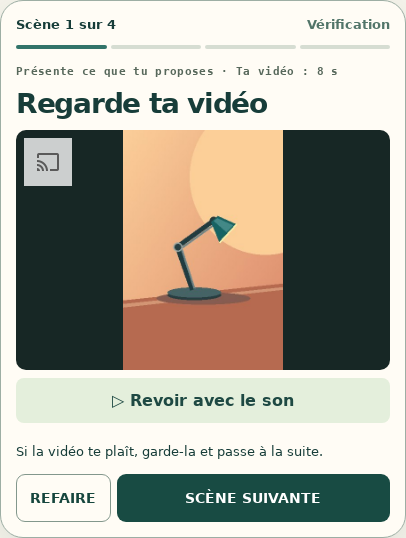 Scène 1 sur 4
Vérification
Présente ce que tu proposes · Ta vidéo : 8 s
Regarde ta vidéo
▷ Revoir avec le son
Si la vidéo te plaît, garde-la et passe à la suite.
REFAIRE
SCÈNE SUIVANTE